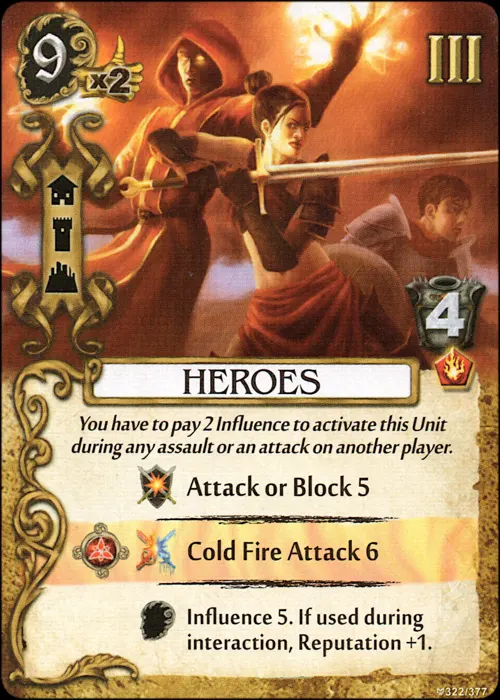 9
x2
III
4
HEROES
You have to pay 2 Influence to activate this Unit
during any assault or an attack on another player.
Attack or Block 5
Cold Fire Attack 6
Influence 5. If used during
interaction, Reputation +1.
322/377